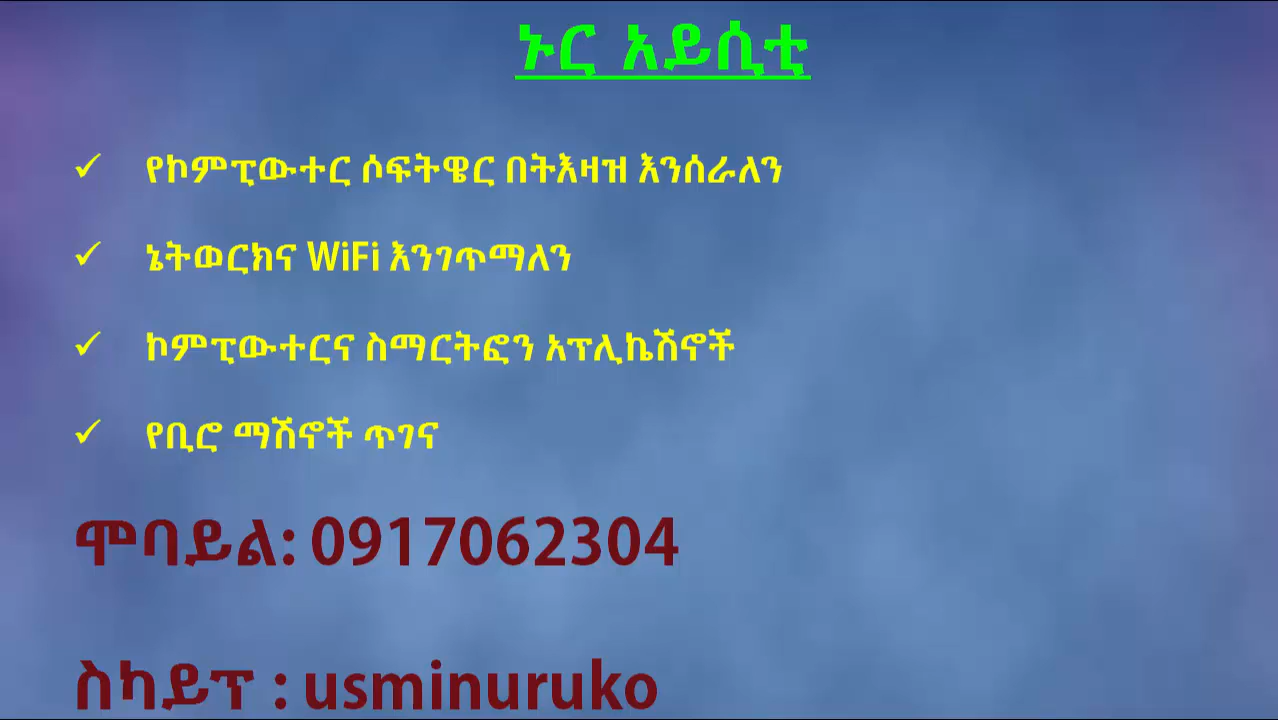 ኑር አይሲቲ
✓ የኮምፒውተር ሶፍትዌር በትእዛዝ እንሰራለን
✓ ኔትወርክና WiFi እንገጥማለን
✓ ኮምፒውተርና ስማርትፎን አፕሊኬሽኖች
✓ የቢሮ ማሽኖች ጥገና
ሞባይል: 0917062304
ስካይፕ : usminuruko